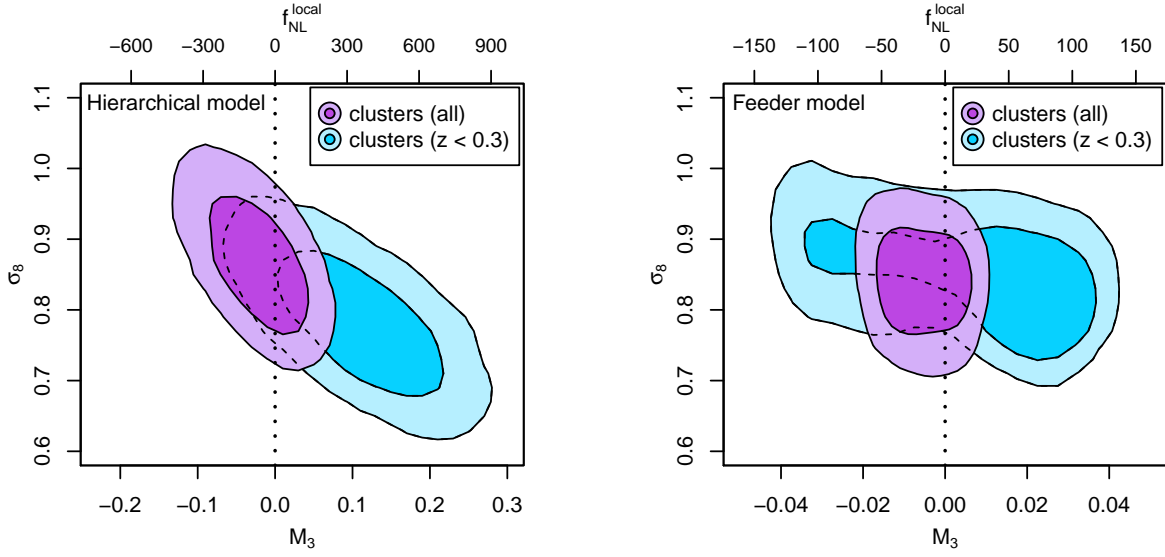 f_NL^local
−600 −300 0 300 600 900
Hierarchical model
clusters (all)
clusters (z < 0.3)
0.6 0.7 0.8 0.9 1.0 1.1
σ8
−0.2 −0.1 0.0 0.1 0.2 0.3
M3
f_NL^local
−150 −100 −50 0 50 100 150
Feeder model
clusters (all)
clusters (z < 0.3)
0.6 0.7 0.8 0.9 1.0 1.1
σ8
−0.04 −0.02 0.00 0.02 0.04
M3